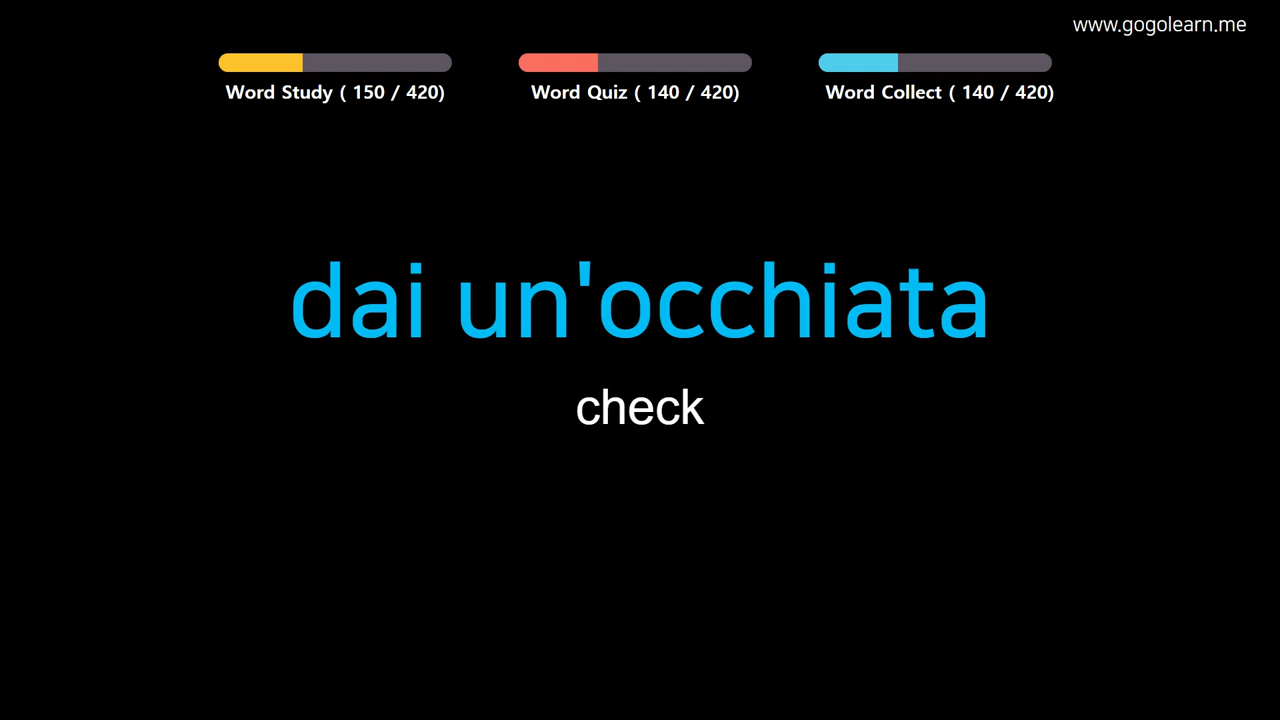 www.gogolearn.me
Word Study ( 150 / 420)
Word Quiz ( 140 / 420)
Word Collect ( 140 / 420)
dai un'occhiata
check